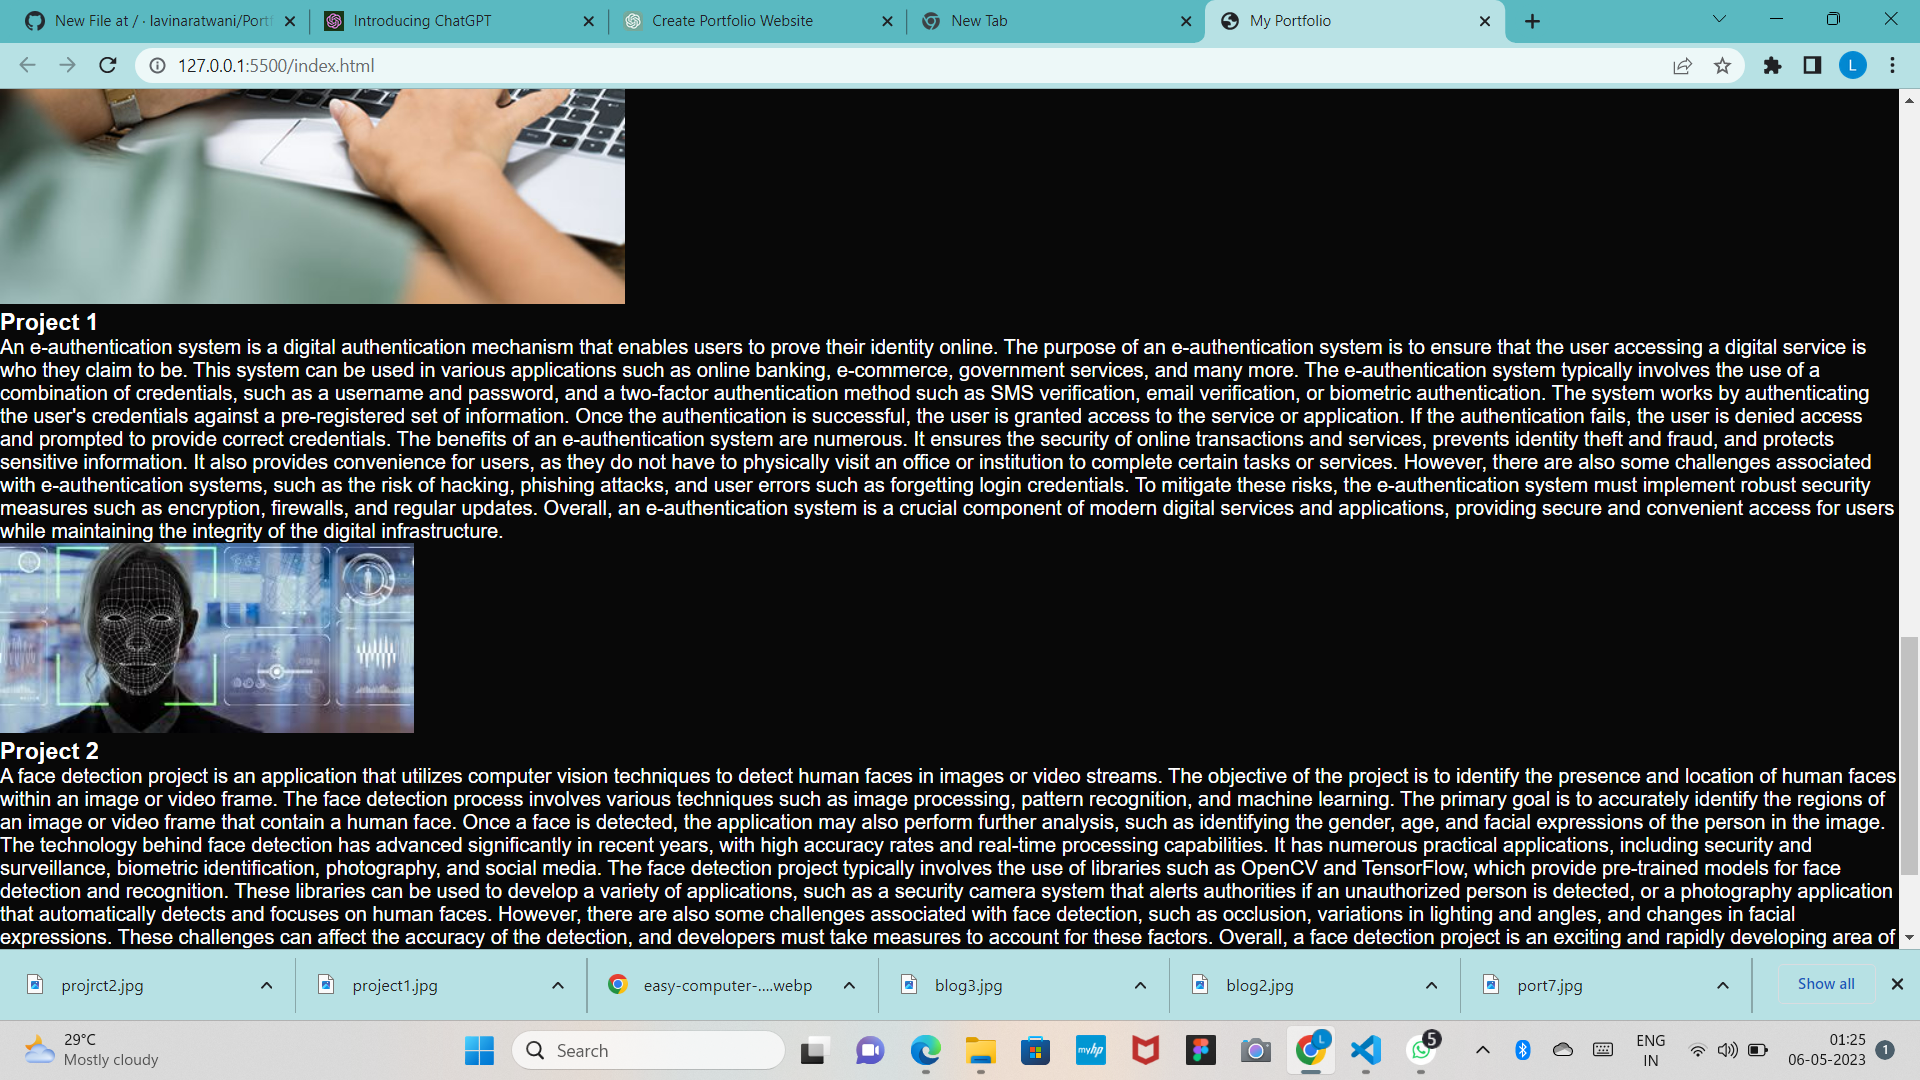 New File at / · lavinaratwani/Portf
Introducing ChatGPT
Create Portfolio Website
New Tab
My Portfolio
127.0.0.1:5500/index.html
L
Project 1
An e-authentication system is a digital authentication mechanism that enables users to prove their identity online. The purpose of an e-authentication system is to ensure that the user accessing a digital service is
who they claim to be. This system can be used in various applications such as online banking, e-commerce, government services, and many more. The e-authentication system typically involves the use of a
combination of credentials, such as a username and password, and a two-factor authentication method such as SMS verification, email verification, or biometric authentication. The system works by authenticating
the user's credentials against a pre-registered set of information. Once the authentication is successful, the user is granted access to the service or application. If the authentication fails, the user is denied access
and prompted to provide correct credentials. The benefits of an e-authentication system are numerous. It ensures the security of online transactions and services, prevents identity theft and fraud, and protects
sensitive information. It also provides convenience for users, as they do not have to physically visit an office or institution to complete certain tasks or services. However, there are also some challenges associated
with e-authentication systems, such as the risk of hacking, phishing attacks, and user errors such as forgetting login credentials. To mitigate these risks, the e-authentication system must implement robust security
measures such as encryption, firewalls, and regular updates. Overall, an e-authentication system is a crucial component of modern digital services and applications, providing secure and convenient access for users
while maintaining the integrity of the digital infrastructure.
Project 2
A face detection project is an application that utilizes computer vision techniques to detect human faces in images or video streams. The objective of the project is to identify the presence and location of human faces
within an image or video frame. The face detection process involves various techniques such as image processing, pattern recognition, and machine learning. The primary goal is to accurately identify the regions of
an image or video frame that contain a human face. Once a face is detected, the application may also perform further analysis, such as identifying the gender, age, and facial expressions of the person in the image.
The technology behind face detection has advanced significantly in recent years, with high accuracy rates and real-time processing capabilities. It has numerous practical applications, including security and
surveillance, biometric identification, photography, and social media. The face detection project typically involves the use of libraries such as OpenCV and TensorFlow, which provide pre-trained models for face
detection and recognition. These libraries can be used to develop a variety of applications, such as a security camera system that alerts authorities if an unauthorized person is detected, or a photography application
that automatically detects and focuses on human faces. However, there are also some challenges associated with face detection, such as occlusion, variations in lighting and angles, and changes in facial
expressions. These challenges can affect the accuracy of the detection, and developers must take measures to account for these factors. Overall, a face detection project is an exciting and rapidly developing area of
projrct2.jpg
project1.jpg
easy-computer-....webp
blog3.jpg
blog2.jpg
port7.jpg
Show all
29°C
Mostly cloudy
Search
myhp
L
5
ENG
IN
01:25
06-05-2023
1